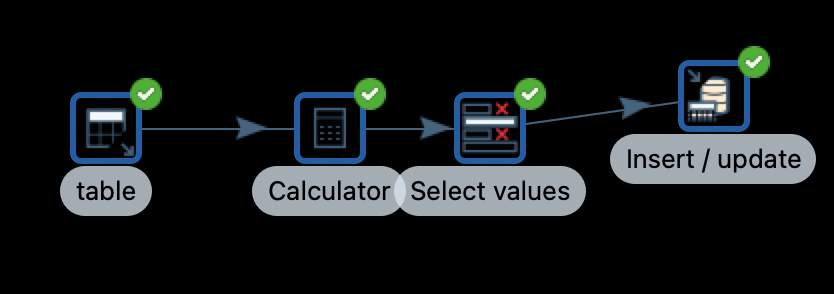 table
Calculator
Select values
Insert / update